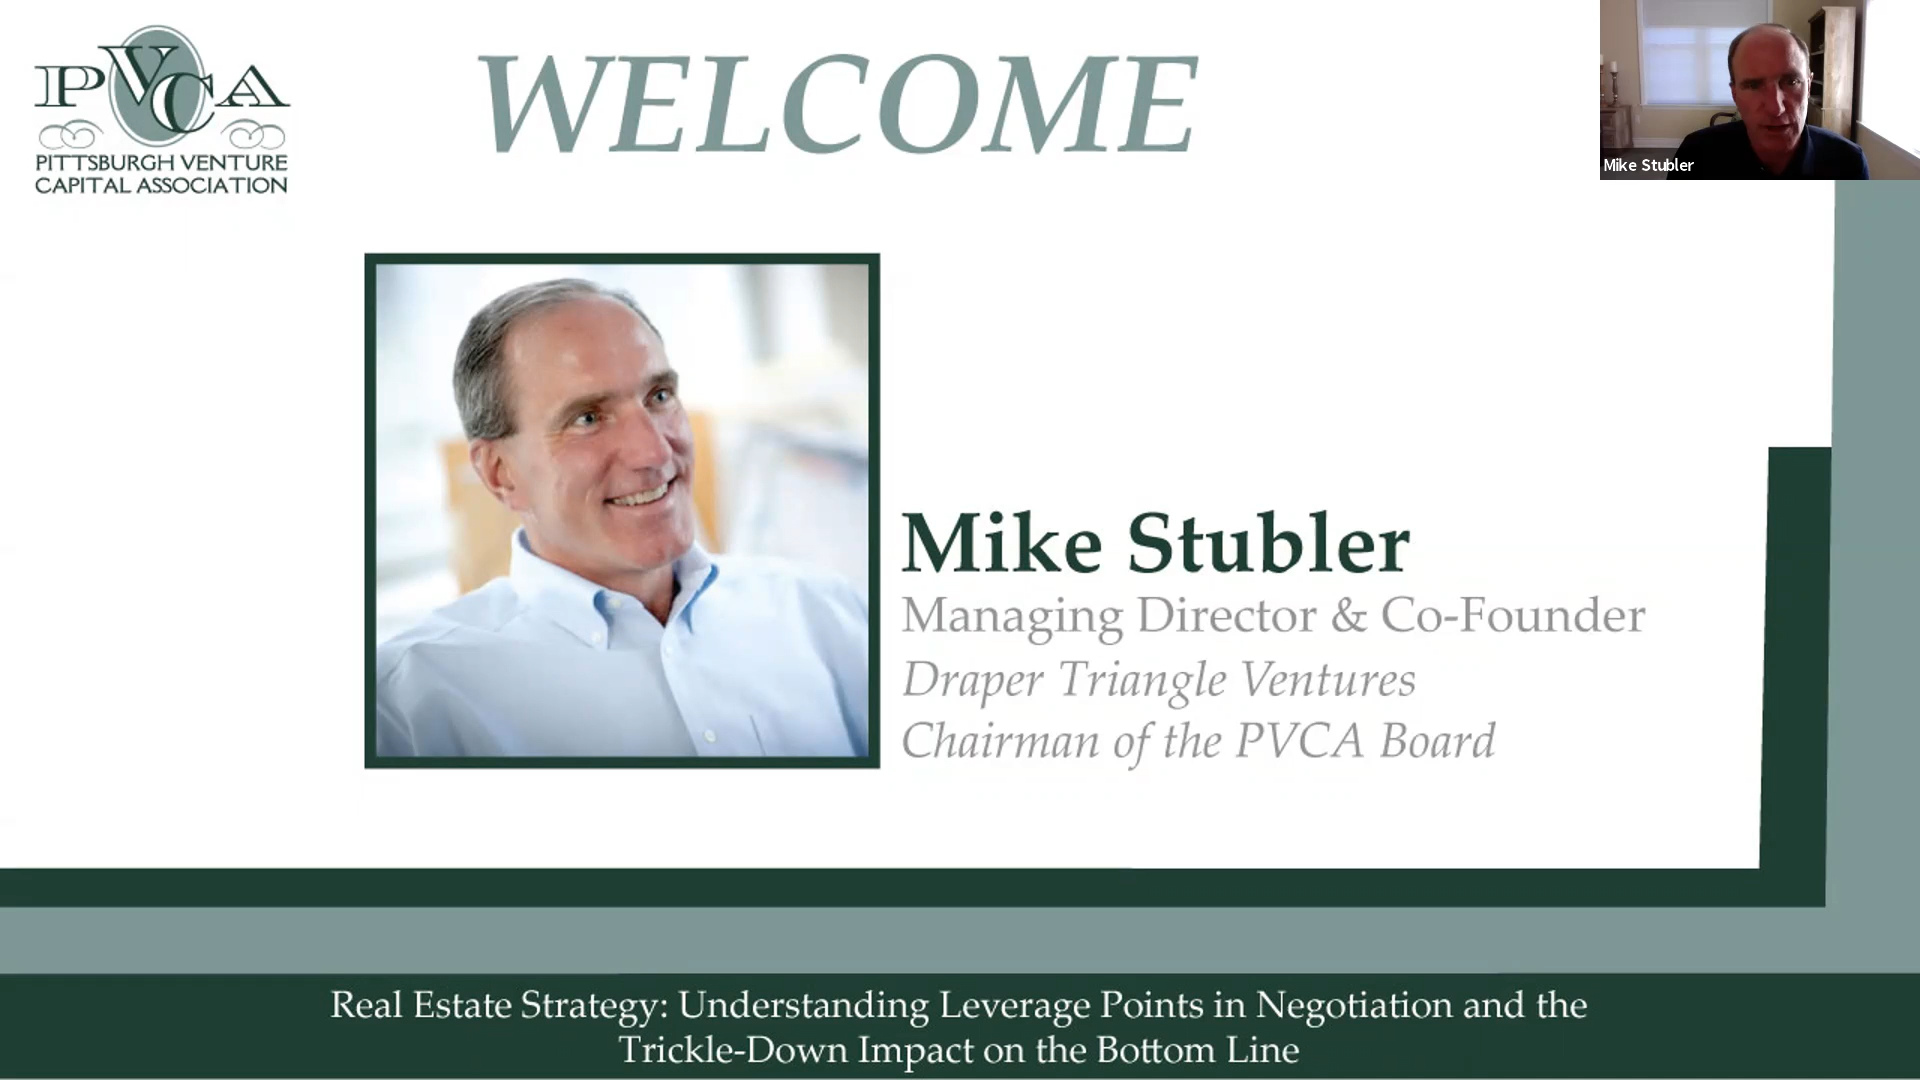 PVCA
PITTSBURGH VENTURE
CAPITAL ASSOCIATION
WELCOME
Mike Stubler
Mike Stubler
Managing Director & Co-Founder
Draper Triangle Ventures
Chairman of the PVCA Board
Real Estate Strategy: Understanding Leverage Points in Negotiation and the
Trickle-Down Impact on the Bottom Line